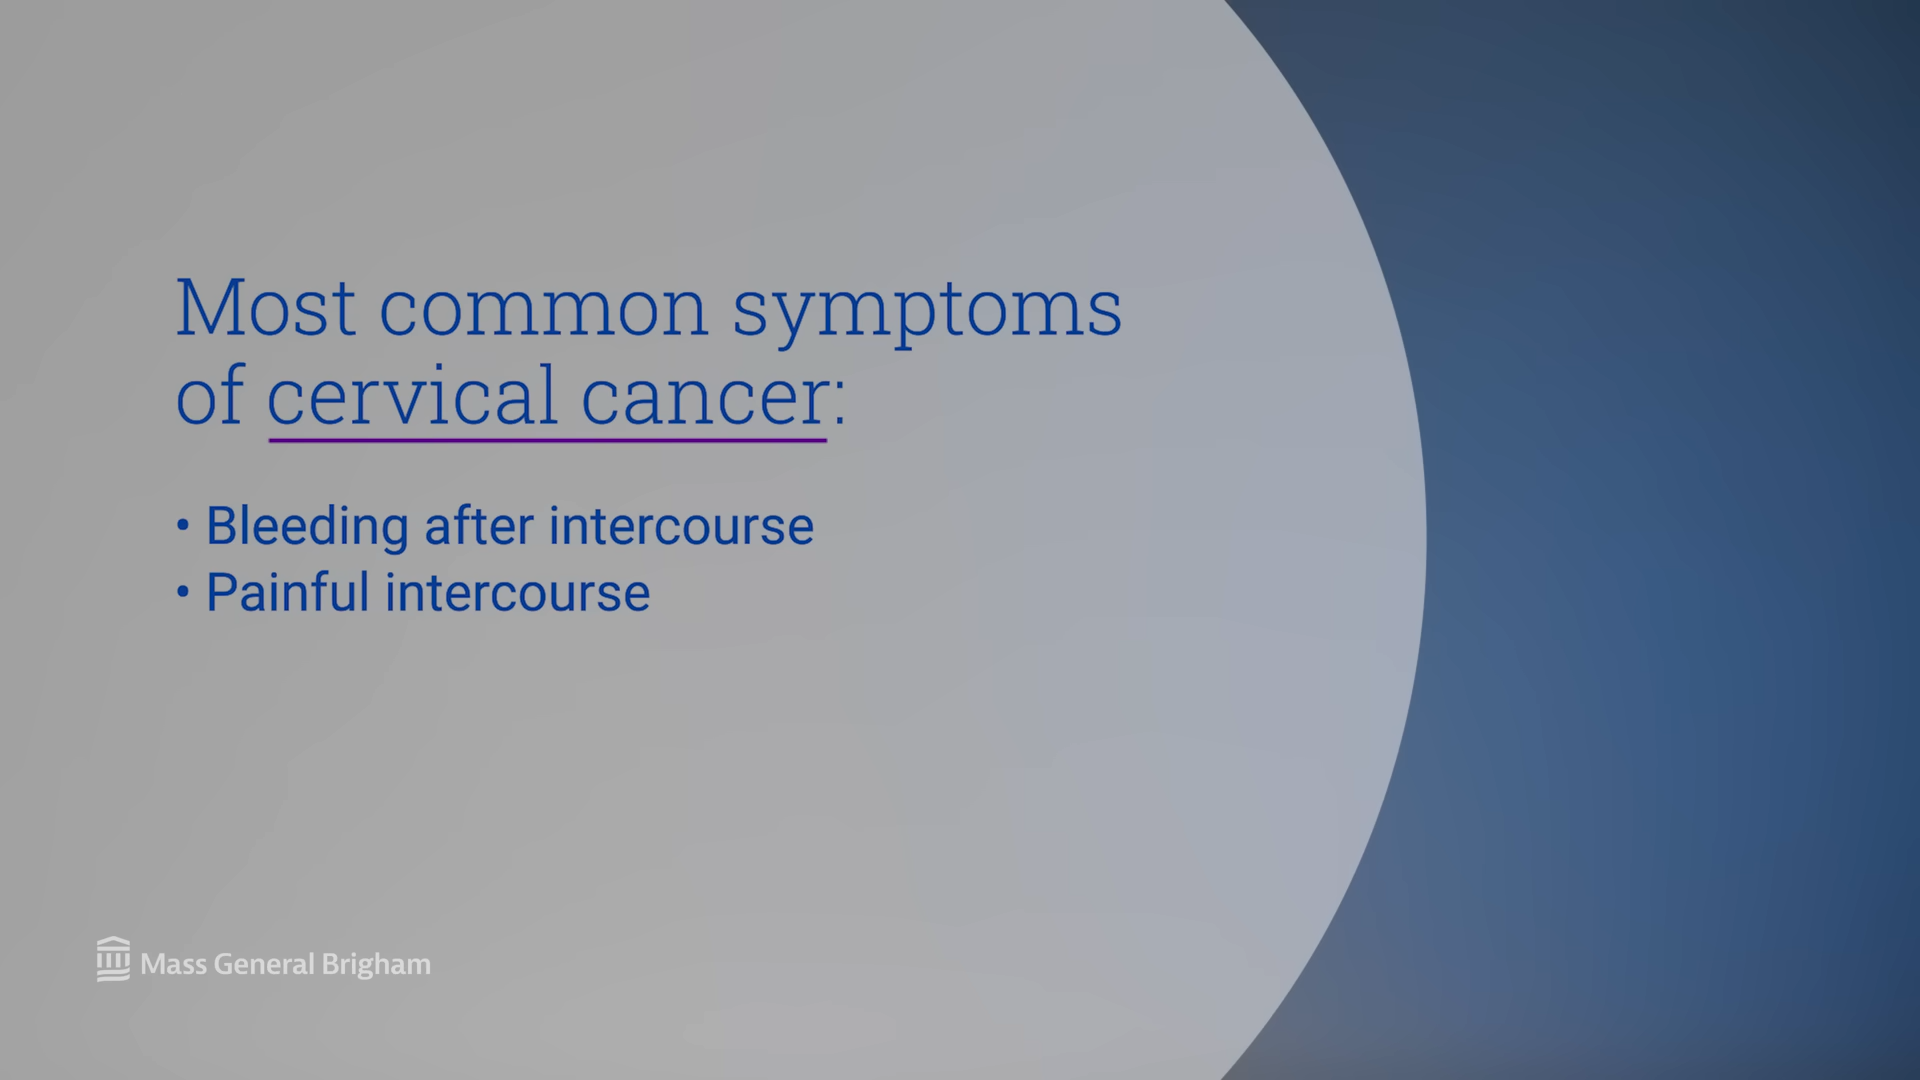 Most common symptoms
of cervical cancer:
• Bleeding after intercourse
• Painful intercourse
Mass General Brigham